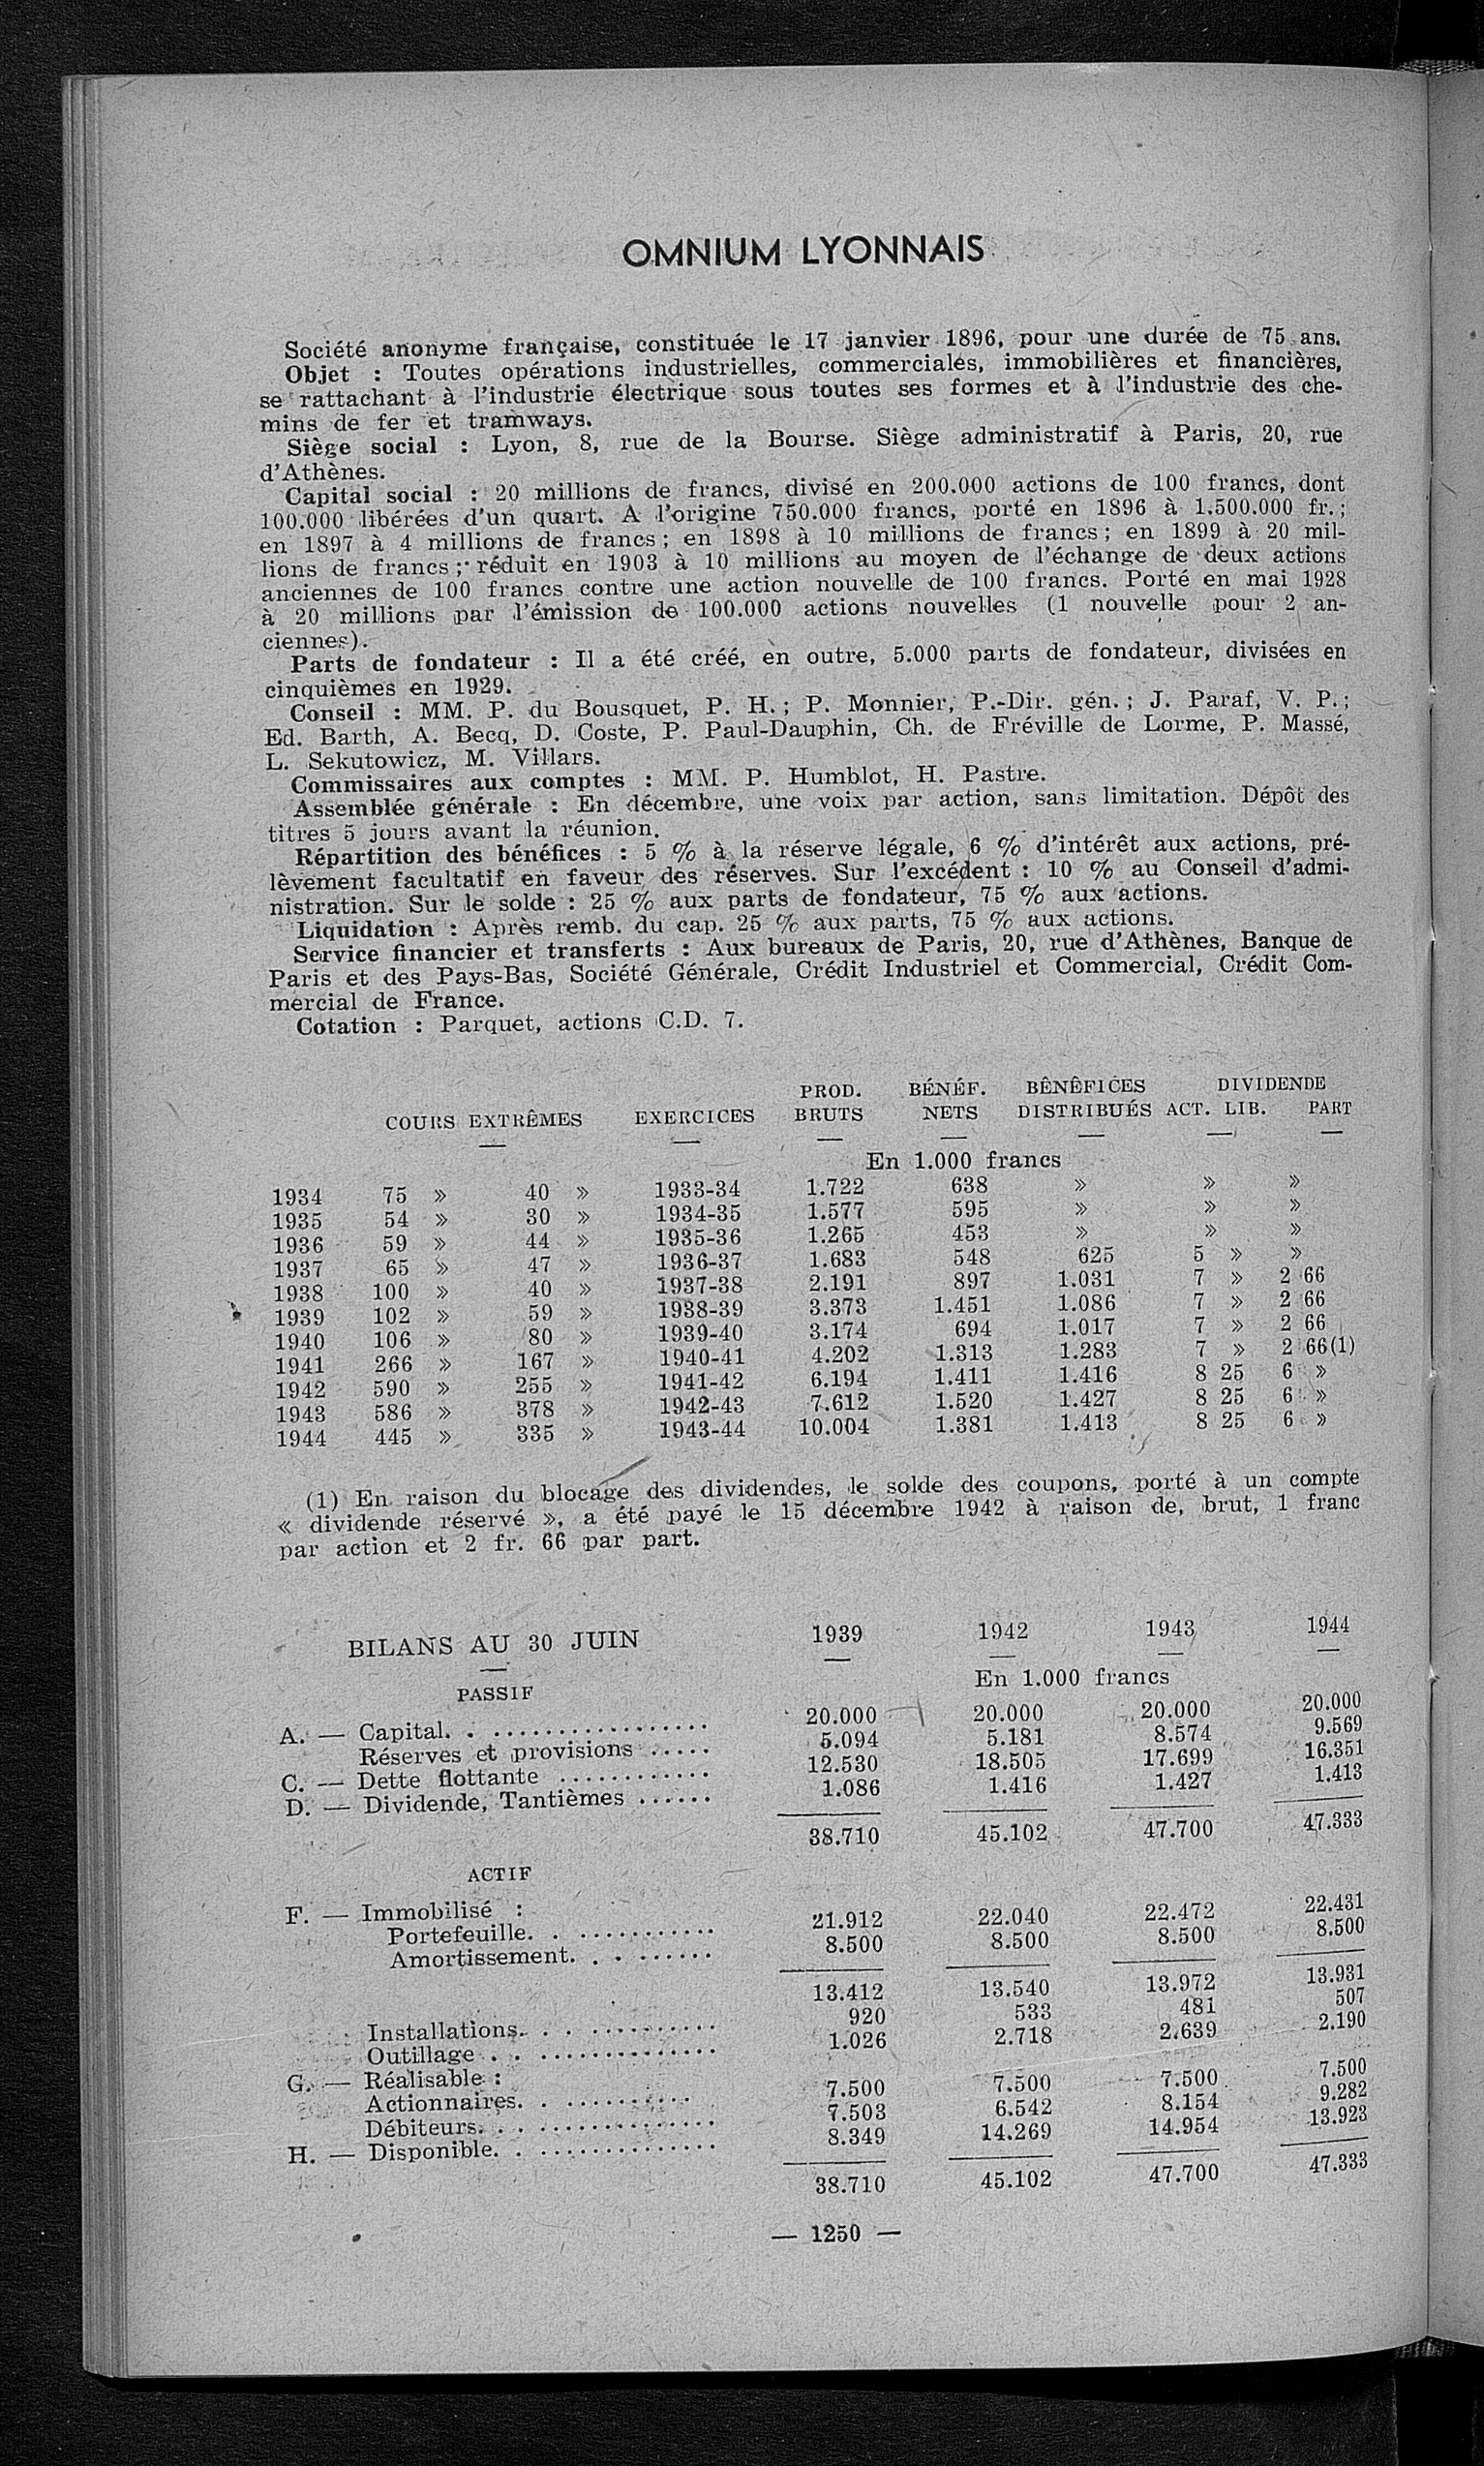 OMNIUM LYONNAIS
Société anonyme française, constituée le 17 janvier 1896, pour une durée de 75 ans.
Objet : Toutes opérations industrielles, commerciales, immobilières et financières,
se rattachant à l'industrie électrique sous toutes ses formes et à l'industrie des che-
mins de fer et tramways.
Siège social : Lyon, 8, rue de la Bourse. Siège administratif à Paris, 20, rue
d'Athènes.
Capital social : 20 millions de francs, divisé en 200.000 actions de 100 francs, dont
100.000 libérées d'un quart. A l'origine 750.000 francs, porté en 1896 à 1.500.000 fr.;
en 1897 à 4 millions de francs; en 1898 à 10 millions de francs; en 1899 à 20 mil-
lions de francs; réduit en 1903 à 10 millions au moyen de l'échange de deux actions
anciennes de 100 francs contre une action nouvelle de 100 francs. Porté en mai 1928
à 20 millions par l'émission de 100.000 actions nouvelles (1 nouvelle pour 2 an-
ciennes).
Parts de fondateur : Il a été créé, en outre, 5.000 parts de fondateur, divisées en
cinquièmes en 1929.
Conseil : MM. P. du Bousquet, P. H.; P. Monnier, P.-Dir. gén.; J. Paraf, V. P.;
Ed. Barth, A. Becq, D. Coste, P. Paul-Dauphin, Ch. de Fréville de Lorme, P. Massé,
L. Sekutowicz, M. Villars.
Commissaires aux comptes : MM. P. Humblot, H. Pastre.
Assemblée générale : En décembre, une voix par action, sans limitation. Dépôt des
titres 5 jours avant la réunion.
Répartition des bénéfices : 5 % à la réserve légale, 6 % d'intérêt aux actions, pré-
lèvement facultatif en faveur des réserves. Sur l'excédent : 10 % au Conseil d'admi-
nistration. Sur le solde : 25 % aux parts de fondateur, 75 % aux actions.
Liquidation : Après remb. du cap. 25 % aux parts, 75 % aux actions.
Service financier et transferts : Aux bureaux de Paris, 20, rue d'Athènes, Banque de
Paris et des Pays-Bas, Société Générale, Crédit Industriel et Commercial, Crédit Com-
mercial de France.
Cotation : Parquet, actions C.D. 7.
PROD. BÉNÉF. BÊNÊFICES DIVIDENDE
COURS EXTRÊMES EXERCICES BRUTS NETS DISTRIBUÉS ACT. LIB. PART
En 1.000 francs
1934 75 » 40 » 1933-34 1.722 638 » » »
1935 54 » 30 » 1934-35 1.577 595 » » »
1936 59 » 44 » 1935-36 1.265 453 » » »
1937 65 » 47 » 1936-37 1.683 548 625 5 » »
1938 100 » 40 » 1937-38 2.191 897 1.031 7 » 2 66
1939 102 » 59 » 1938-39 3.373 1.451 1.086 7 » 2 66
1940 106 » 80 » 1939-40 3.174 694 1.017 7 » 2 66
1941 266 » 167 » 1940-41 4.202 1.313 1.283 7 » 2 66(1)
1942 590 » 255 » 1941-42 6.194 1.411 1.416 8 25 6 »
1943 586 » 378 » 1942-43 7.612 1.520 1.427 8 25 6 »
1944 445 » 335 » 1943-44 10.004 1.381 1.413 8 25 6 »
(1) En raison du blocage des dividendes, le solde des coupons, porté à un compte
« dividende réservé », a été payé le 15 décembre 1942 à raison de, brut, 1 franc
par action et 2 fr. 66 par part.
BILANS AU 30 JUIN 1939 1942 1943 1944
En 1.000 francs
PASSIF
A. — Capital. . ................. 20.000 20.000 20.000 20.000
Réserves et provisions ..... 5.094 5.181 8.574 9.569
C. — Dette flottante ............ 12.530 18.505 17.699 16.351
D. — Dividende, Tantièmes ...... 1.086 1.416 1.427 1.413
38.710 45.102 47.700 47.333
ACTIF
F. — Immobilisé :
Portefeuille. . ............ 21.912 22.040 22.472 22.431
Amortissement. . . ....... 8.500 8.500 8.500 8.500
13.412 13.540 13.972 13.931
Installations. . . ........... 920 533 481 507
Outillage . . .............. 1.026 2.718 2.639 2.190
G. — Réalisable :
Actionnaires. . .......... 7.500 7.500 7.500 7.500
Débiteurs. . . .............. 7.503 6.542 8.154 9.282
H. — Disponible. . .............. 8.349 14.269 14.954 13.923
38.710 45.102 47.700 47.333
— 1250 —